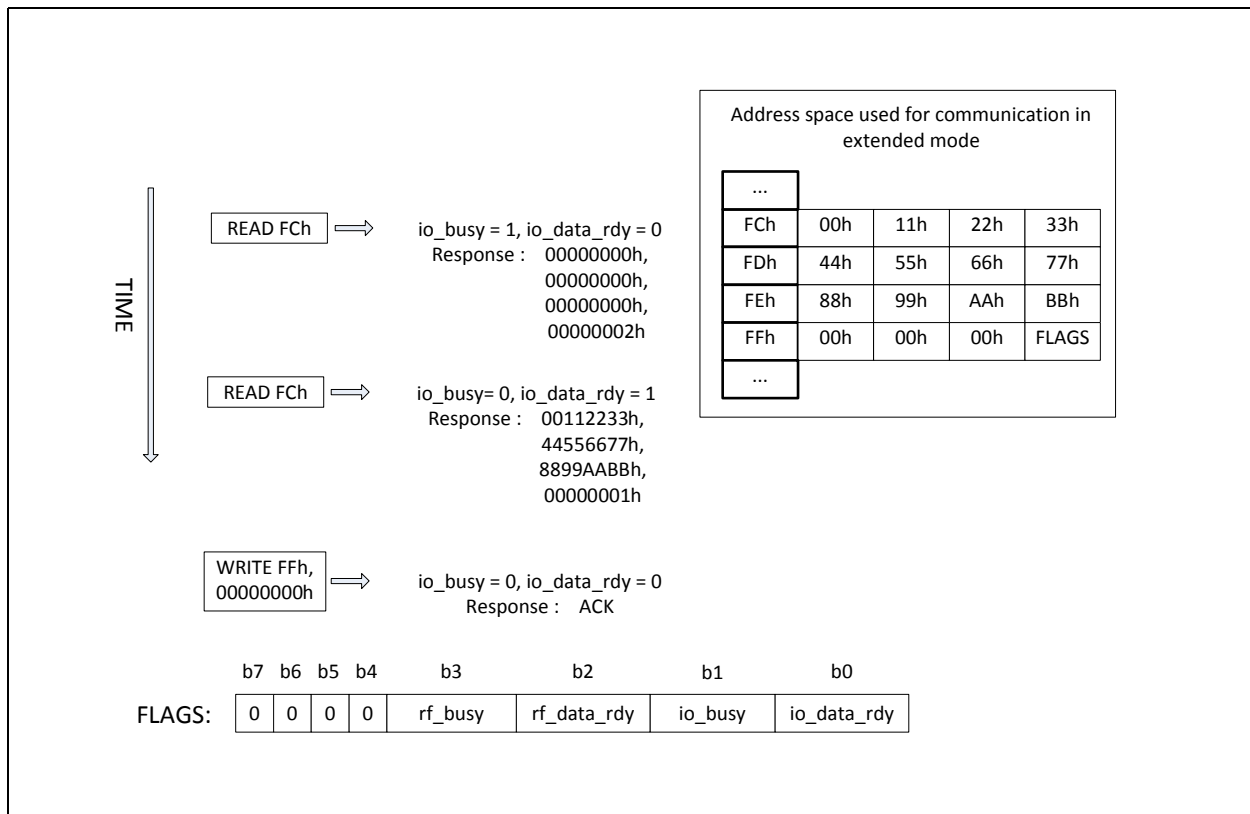 Address space used for communication in
extended mode
...
FCh 00h 11h 22h 33h
FDh 44h 55h 66h 77h
FEh 88h 99h AAh BBh
FFh 00h 00h 00h FLAGS
...
TIME
READ FCh
io_busy = 1, io_data_rdy = 0
Response : 00000000h,
00000000h,
00000000h,
00000002h
READ FCh
io_busy= 0, io_data_rdy = 1
Response : 00112233h,
44556677h,
8899AABBh,
00000001h
WRITE FFh,
00000000h
io_busy = 0, io_data_rdy = 0
Response : ACK
b7 b6 b5 b4 b3 b2 b1 b0
FLAGS: 0 0 0 0 rf_busy rf_data_rdy io_busy io_data_rdy